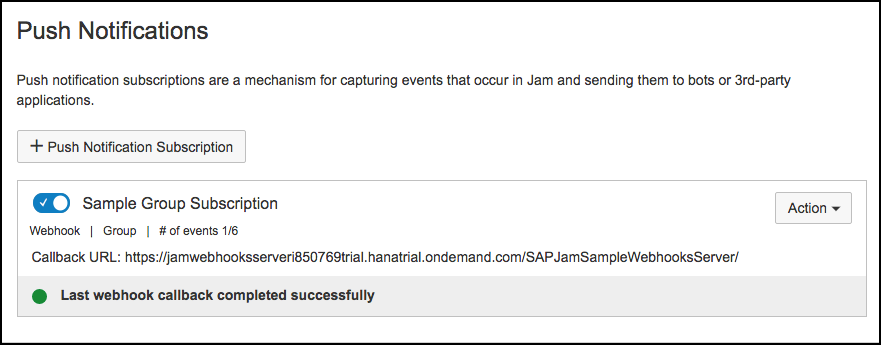 Push Notifications
Push notification subscriptions are a mechanism for capturing events that occur in Jam and sending them to bots or 3rd-party
applications.
+ Push Notification Subscription
Sample Group Subscription
Action
Webhook | Group | # of events 1/6
Callback URL: https://jamwebhooksserveri850769trial.hanatrial.ondemand.com/SAPJamSampleWebhooksServer/
Last webhook callback completed successfully